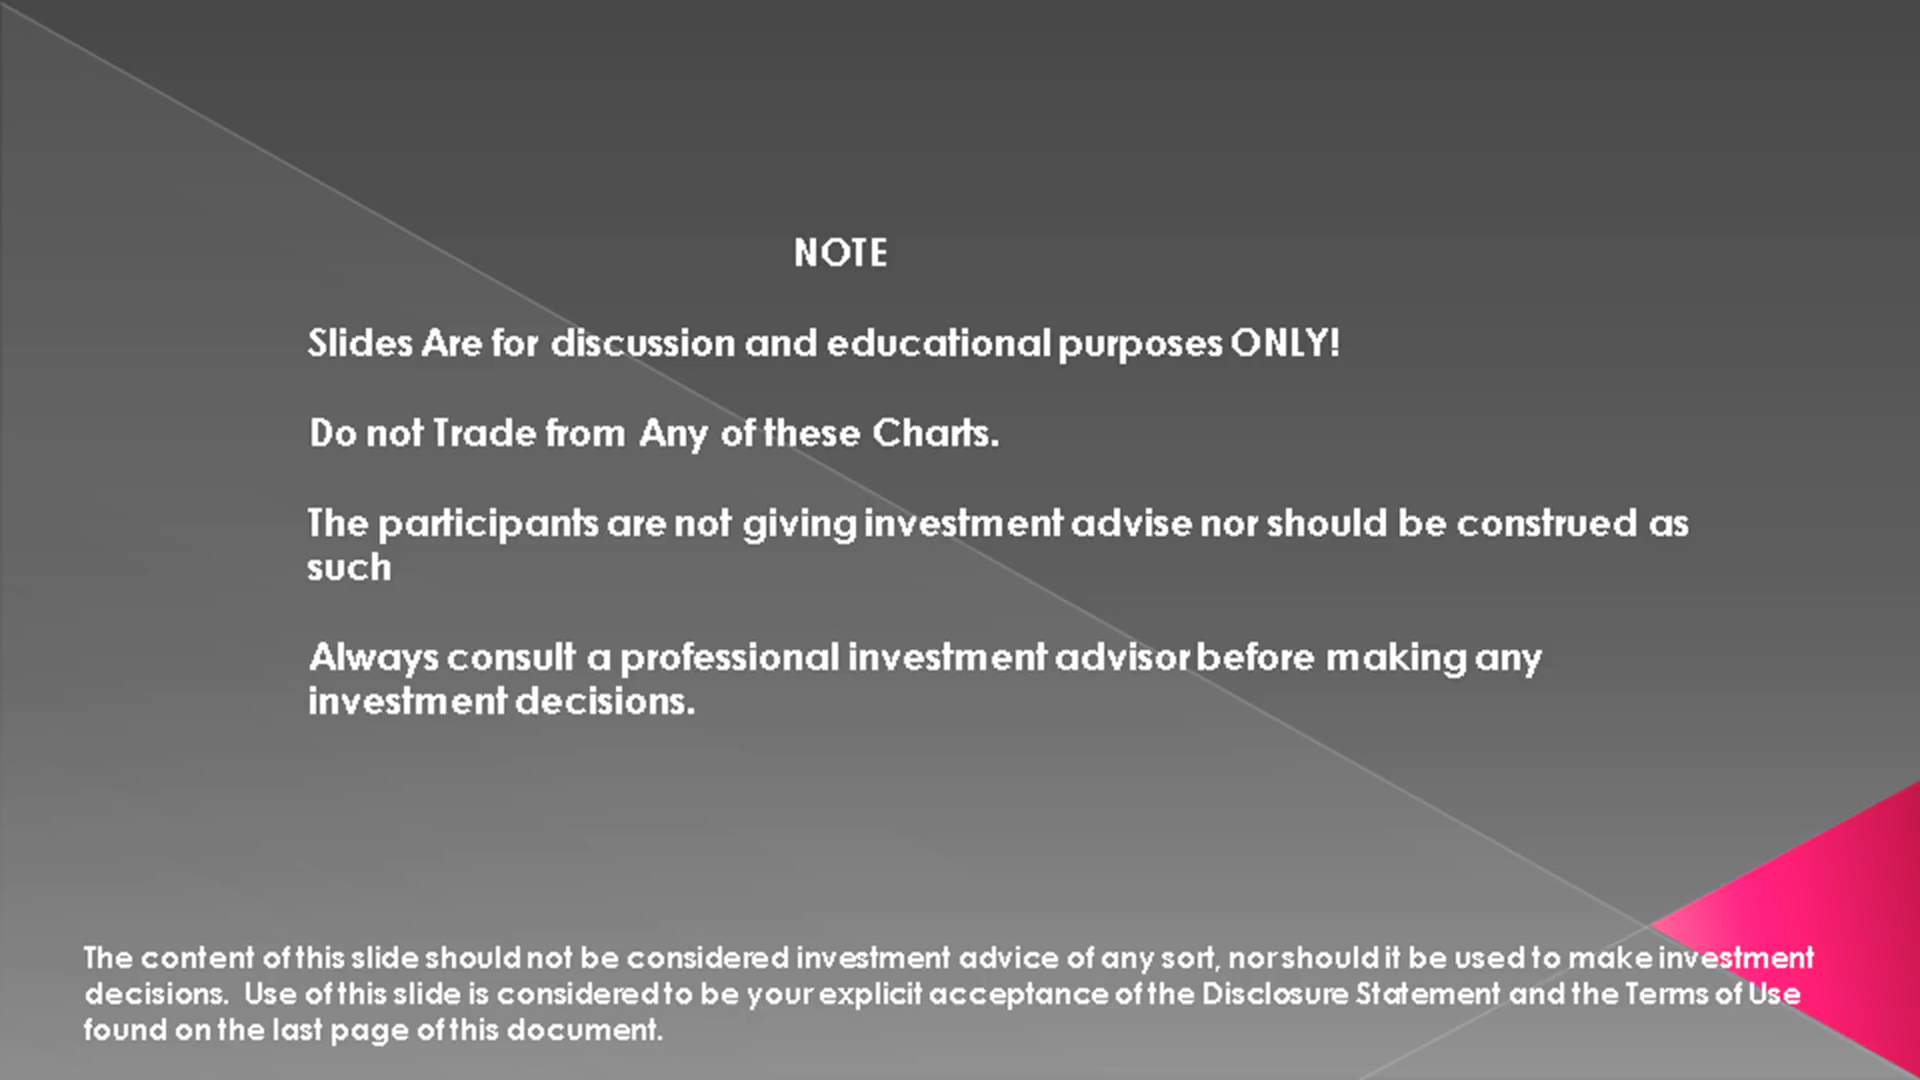 NOTE
Slides Are for discussion and educational purposes ONLY!
Do not Trade from Any of these Charts.
The participants are not giving investment advise nor should be construed as
such
Always consult a professional investment advisor before making any
investment decisions.
The content of this slide should not be considered investment advice of any sort, nor should it be used to make investment
decisions.  Use of this slide is considered to be your explicit acceptance of the Disclosure Statement and the Terms of Use
found on the last page of this document.